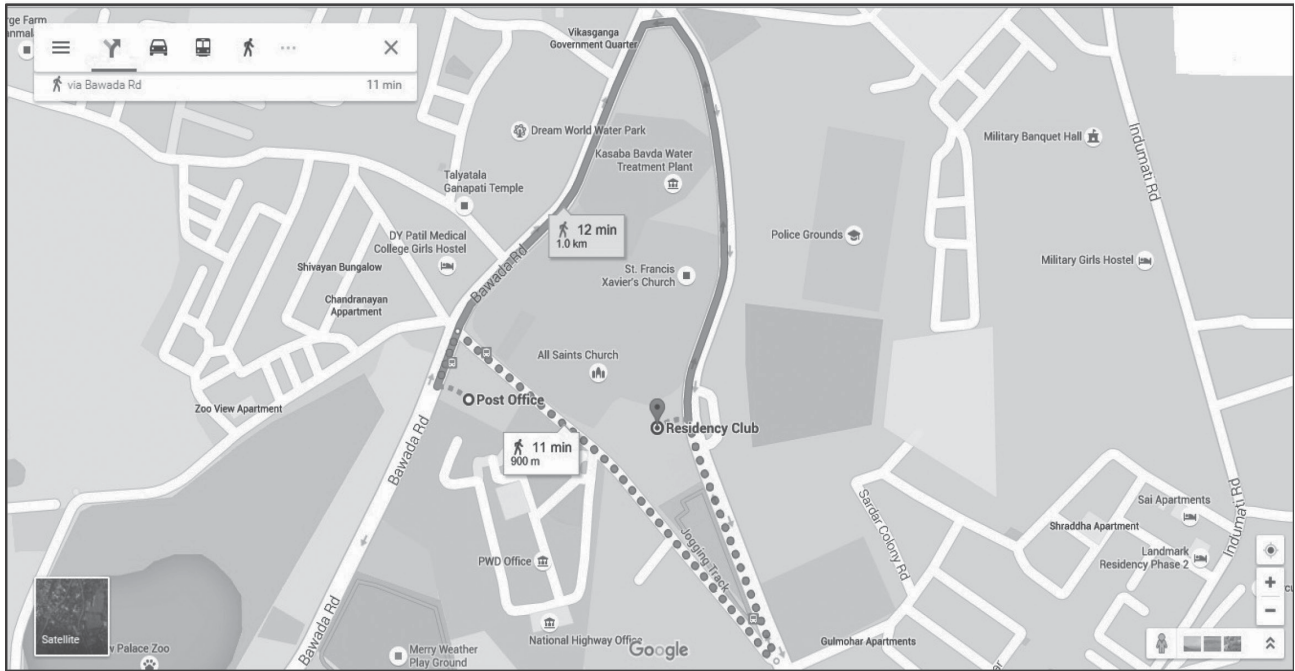 rge Farm
via Bawada Rd
11 min
Vikasganga
Government Quarter
Dream World Water Park
Kasaba Bavda Water
Treatment Plant
Talyatala
Ganapati Temple
Military Banquet Hall
Indumati Rd
12 min
1.0 km
Police Grounds
DY Patil Medical
College Girls Hostel
Shivayan Bungalow
Bawada Rd
St. Francis
Xavier's Church
Military Girls Hostel
Chandranayan
Appartment
All Saints Church
Post Office
Zoo View Apartment
Residency Club
11 min
900 m
Bawada Rd
Sardar Colony Rd
Sai Apartments
Indumati Rd
Shraddha Apartment
Jogging Track
Landmark
Residency Phase 2
PWD Office
Satellite
Bawada Rd
National Highway Office
Google
Gulmohar Apartments
w Palace Zoo
Merry Weather
Play Ground